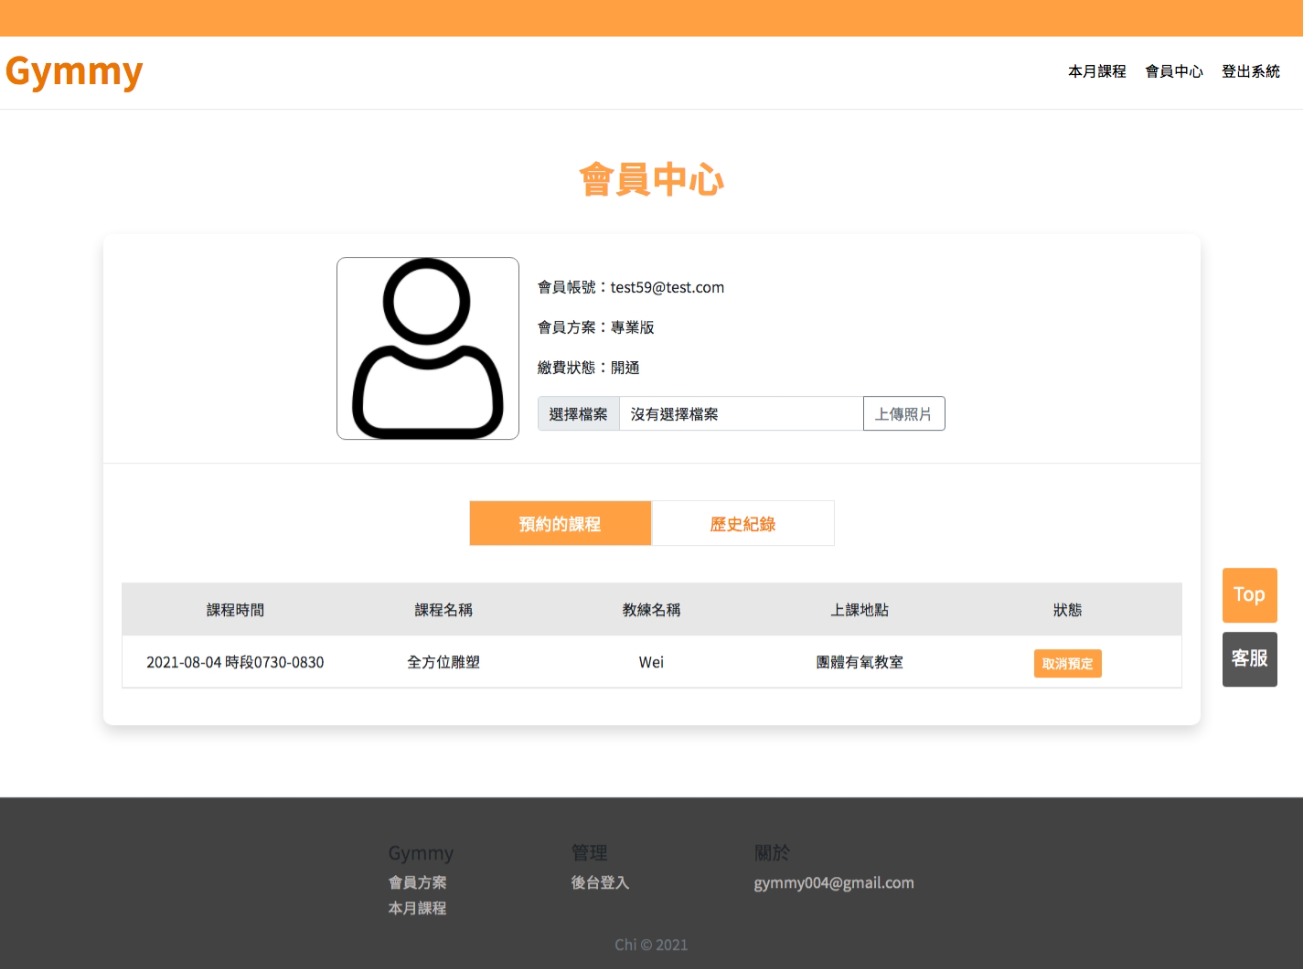 Gymmy
本月課程 會員中心 登出系統
會員中心
會員帳號：test59@test.com
會員方案：專業版
繳費狀態：開通
選擇檔案 沒有選擇檔案 上傳照片
預約的課程 歷史紀錄
課程時間 課程名稱 教練名稱 上課地點 狀態
2021-08-04 時段0730-0830 全方位雕塑 Wei 團體有氧教室 取消預定
Top
客服
Gymmy 管理 關於
會員方案 後台登入 gymmy004@gmail.com
本月課程
Chi © 2021